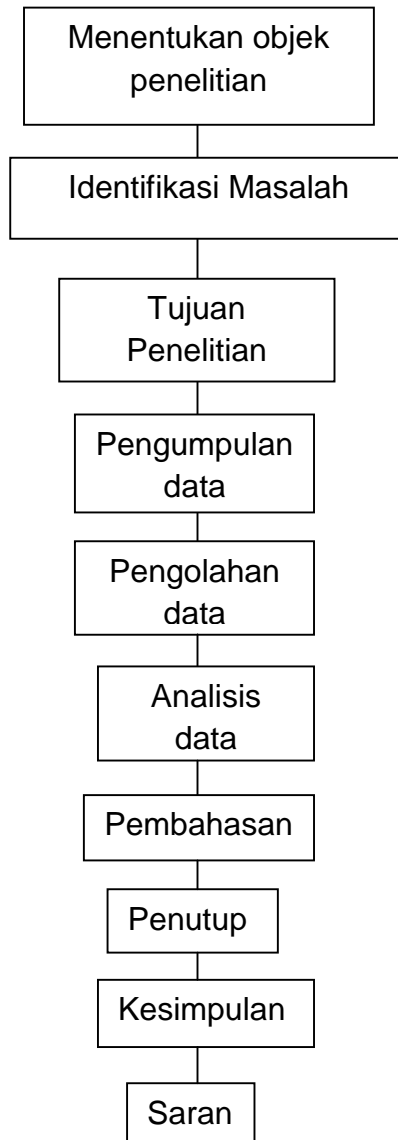 Menentukan objek
penelitian
Identifikasi Masalah
Tujuan
Penelitian
Pengumpulan
data
Pengolahan
data
Analisis
data
Pembahasan
Penutup
Kesimpulan
Saran